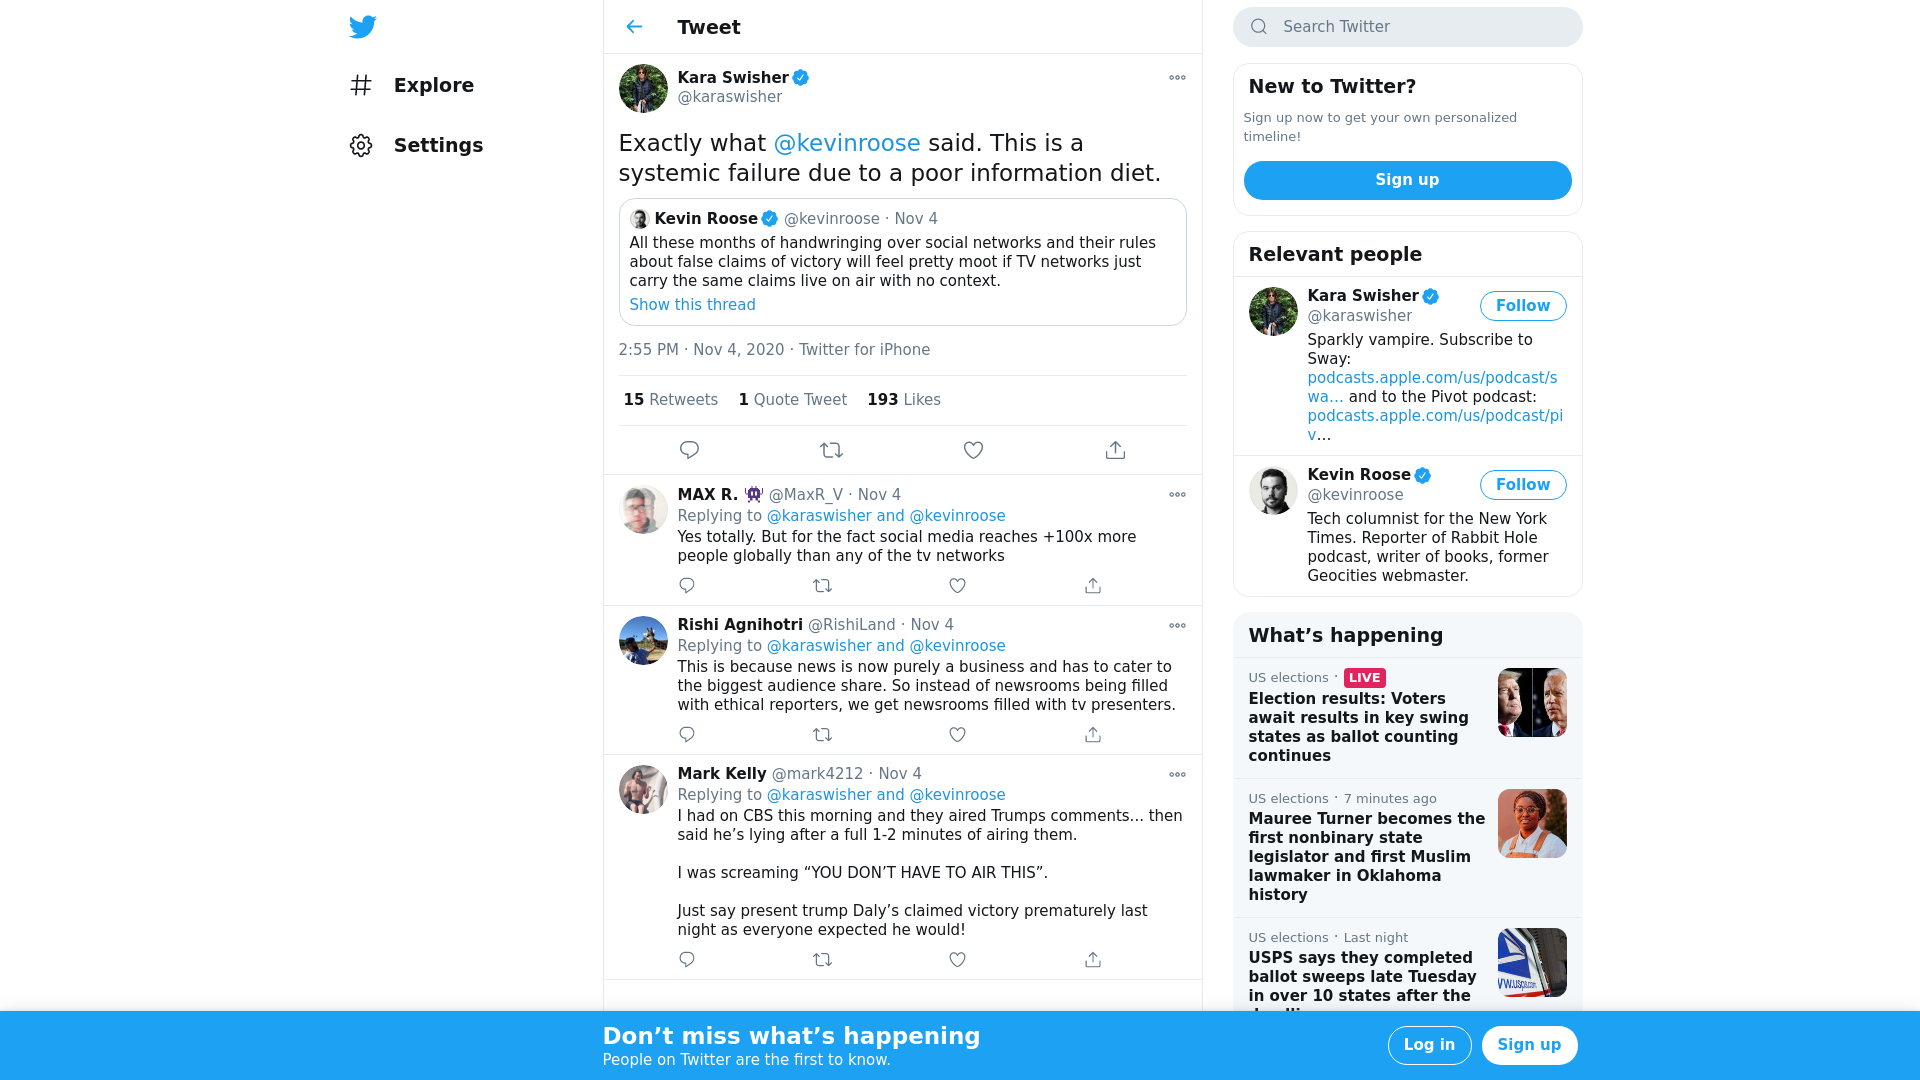 Explore
Settings
Tweet
Kara Swisher
@karaswisher
Exactly what @kevinroose said. This is a
systemic failure due to a poor information diet.
Kevin Roose @kevinroose · Nov 4
All these months of handwringing over social networks and their rules
about false claims of victory will feel pretty moot if TV networks just
carry the same claims live on air with no context.
Show this thread
2:55 PM · Nov 4, 2020 · Twitter for iPhone
15 Retweets 1 Quote Tweet 193 Likes
MAX R. @MaxR_V · Nov 4
Replying to @karaswisher and @kevinroose
Yes totally. But for the fact social media reaches +100x more
people globally than any of the tv networks
Rishi Agnihotri @RishiLand · Nov 4
Replying to @karaswisher and @kevinroose
This is because news is now purely a business and has to cater to
the biggest audience share. So instead of newsrooms being filled
with ethical reporters, we get newsrooms filled with tv presenters.
Mark Kelly @mark4212 · Nov 4
Replying to @karaswisher and @kevinroose
I had on CBS this morning and they aired Trumps comments... then
said he’s lying after a full 1-2 minutes of airing them.
I was screaming “YOU DON’T HAVE TO AIR THIS”.
Just say present trump Daly’s claimed victory prematurely last
night as everyone expected he would!
Search Twitter
New to Twitter?
Sign up now to get your own personalized
timeline!
Sign up
Relevant people
Kara Swisher
@karaswisher
Follow
Sparkly vampire. Subscribe to
Sway:
podcasts.apple.com/us/podcast/s
wa… and to the Pivot podcast:
podcasts.apple.com/us/podcast/pi
v…
Kevin Roose
@kevinroose
Follow
Tech columnist for the New York
Times. Reporter of Rabbit Hole
podcast, writer of books, former
Geocities webmaster.
What’s happening
US elections · LIVE
Election results: Voters
await results in key swing
states as ballot counting
continues
US elections · 7 minutes ago
Mauree Turner becomes the
first nonbinary state
legislator and first Muslim
lawmaker in Oklahoma
history
US elections · Last night
USPS says they completed
ballot sweeps late Tuesday
in over 10 states after the
Don’t miss what’s happening
People on Twitter are the first to know.
Log in
Sign up